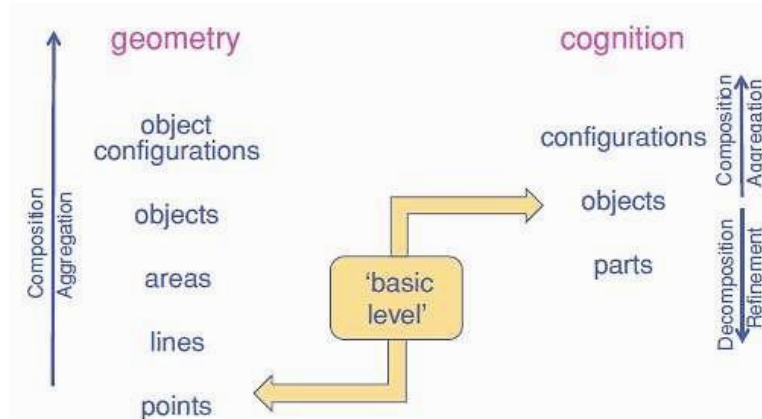 geometry
cognition
object
configurations
objects
areas
lines
points
Composition
Aggregation
'basic
level'
configurations
objects
parts
Composition
Aggregation
Decomposition
Refinement